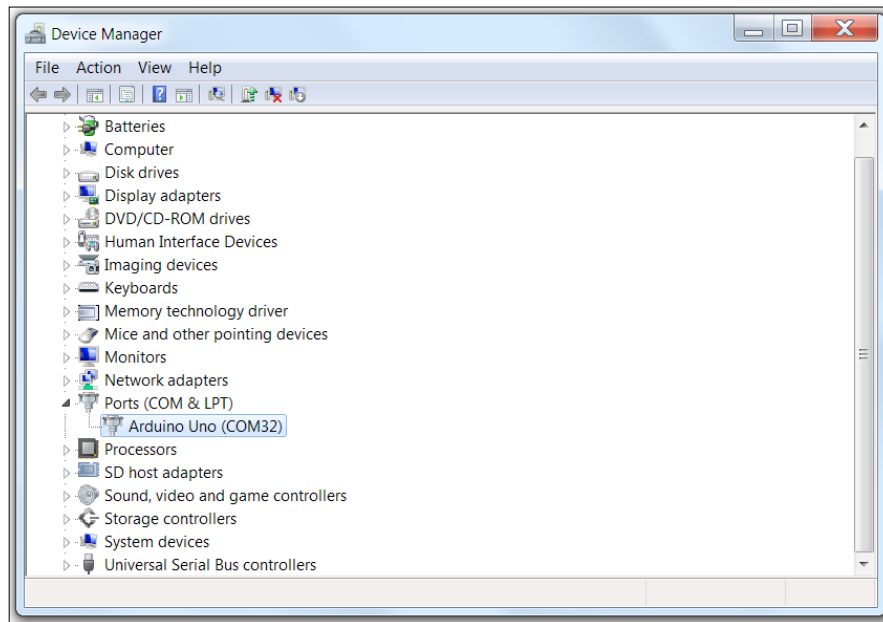 Device Manager
File Action View Help
Batteries
Computer
Disk drives
Display adapters
DVD/CD-ROM drives
Human Interface Devices
Imaging devices
Keyboards
Memory technology driver
Mice and other pointing devices
Monitors
Network adapters
Ports (COM & LPT)
Arduino Uno (COM32)
Processors
SD host adapters
Sound, video and game controllers
Storage controllers
System devices
Universal Serial Bus controllers